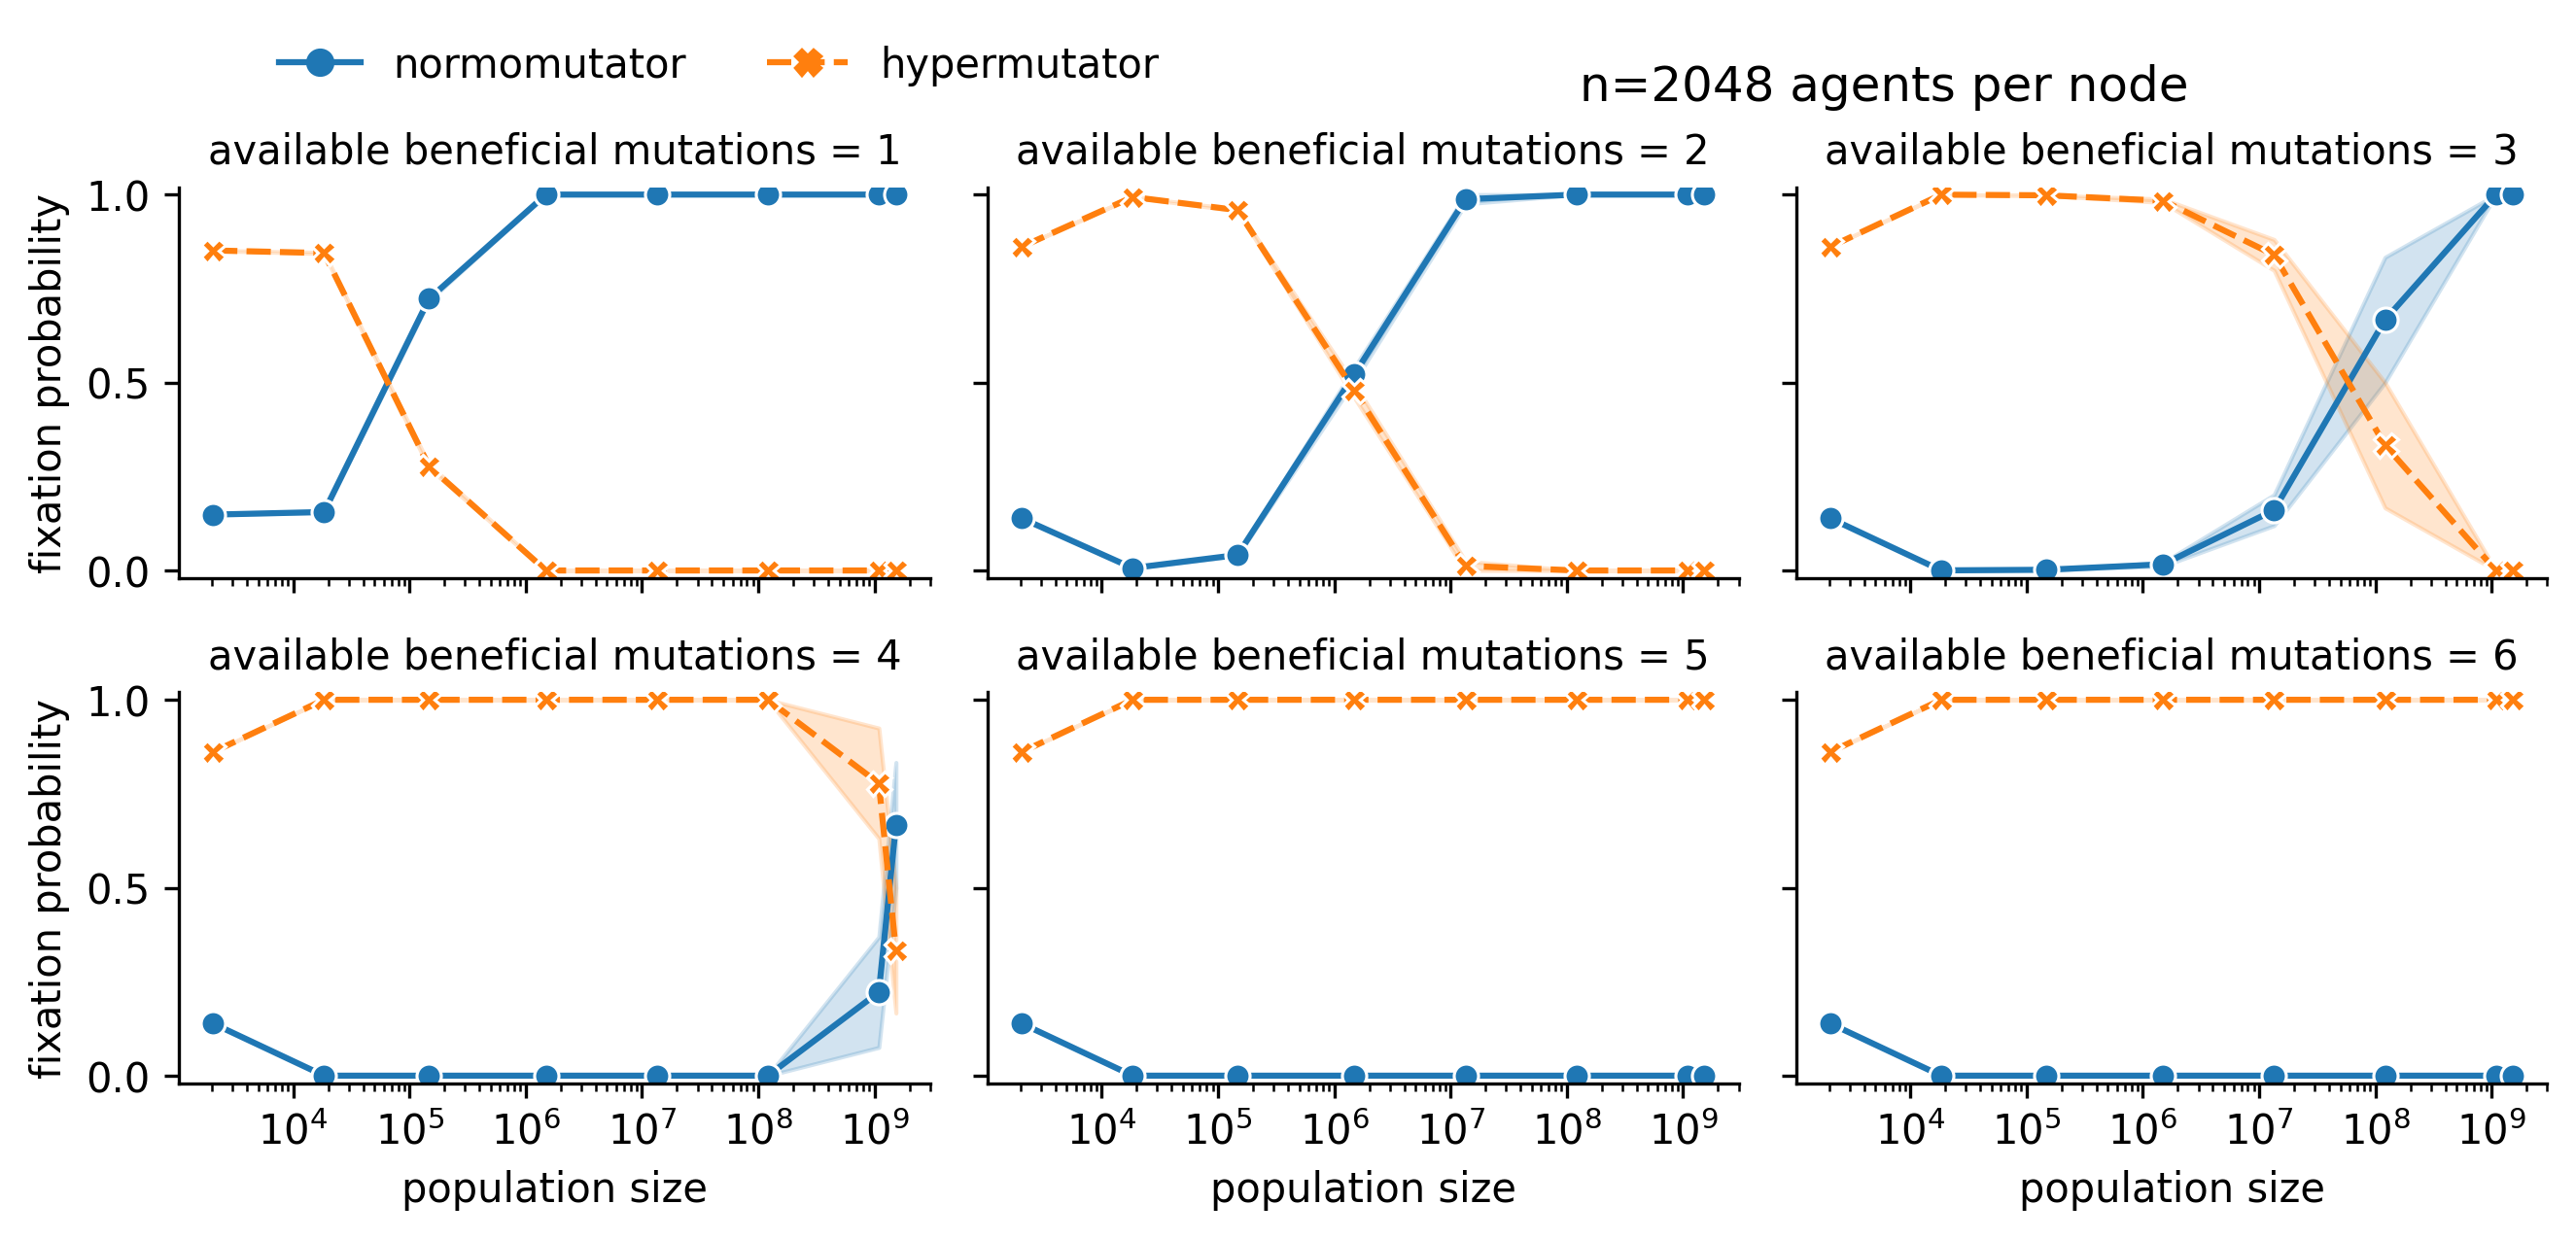 normomutator hypermutator
n=2048 agents per node
available beneficial mutations = 1 available beneficial mutations = 2 available beneficial mutations = 3
1.0
0.5
0.0
fixation probability
available beneficial mutations = 4 available beneficial mutations = 5 available beneficial mutations = 6
1.0
0.5
0.0
fixation probability
10⁴ 10⁵ 10⁶ 10⁷ 10⁸ 10⁹ 10⁴ 10⁵ 10⁶ 10⁷ 10⁸ 10⁹ 10⁴ 10⁵ 10⁶ 10⁷ 10⁸ 10⁹
population size population size population size